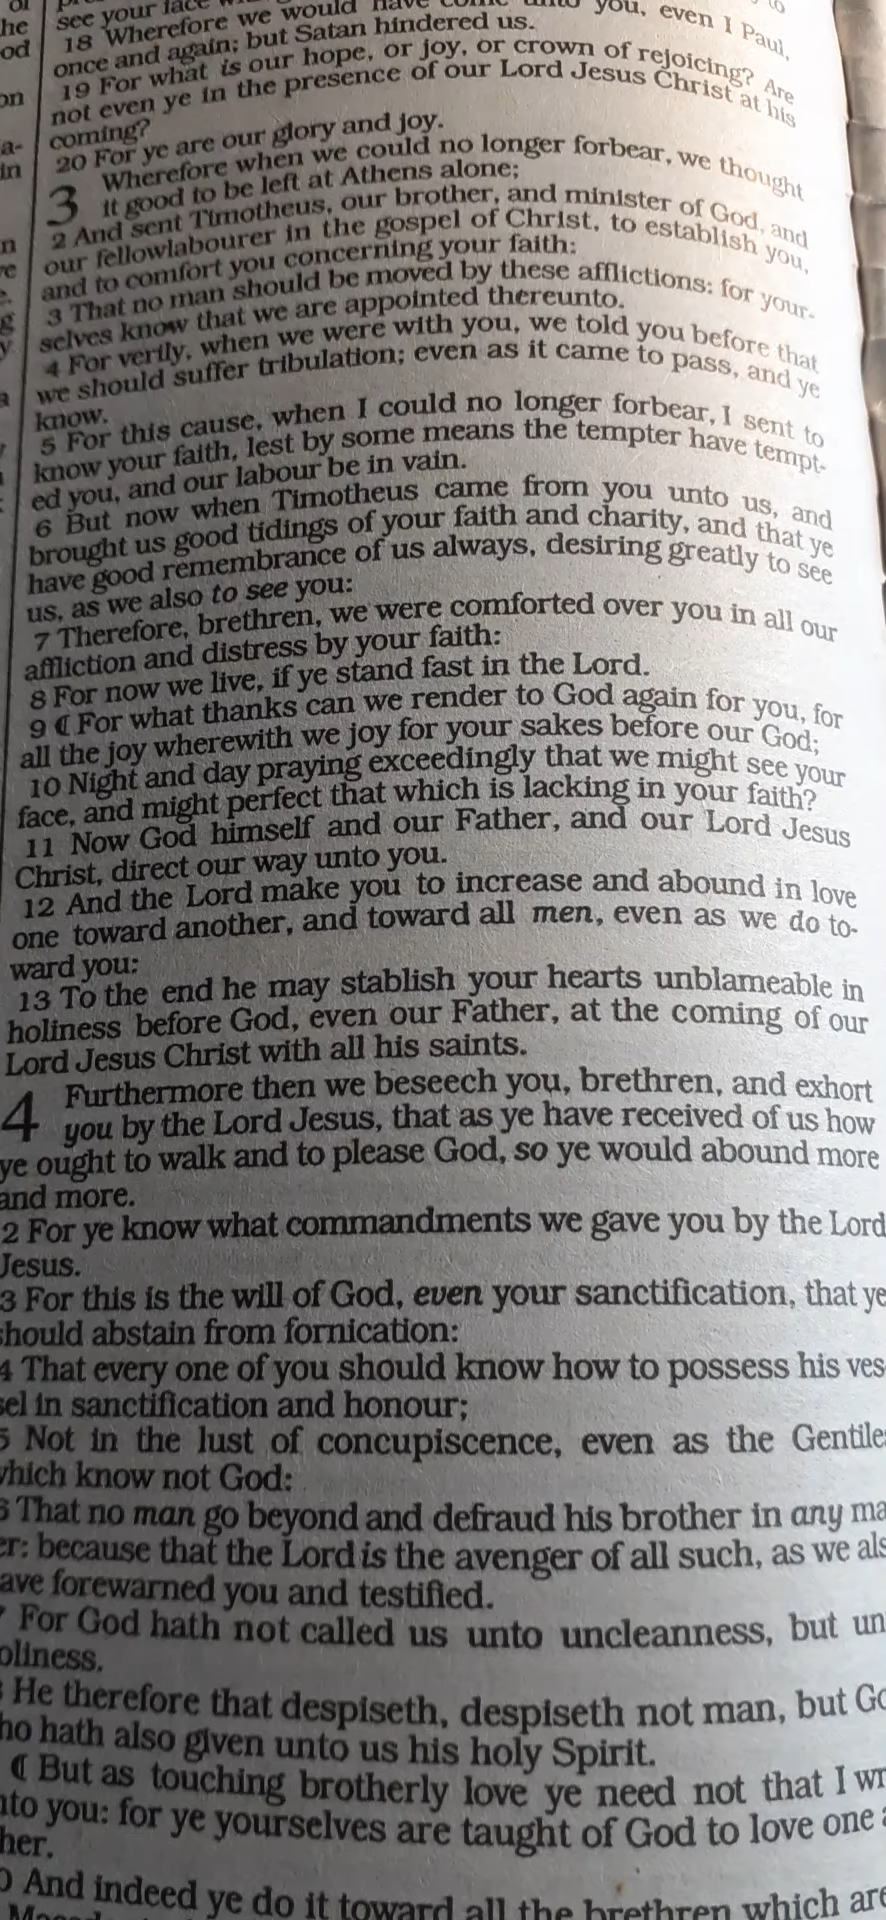 he
od
on
a-
in
n
see your face
18 Wherefore we would have come unto you, even I Paul,
once and again; but Satan hindered us.
19 For what is our hope, or joy, or crown of rejoicing? Are
not even ye in the presence of our Lord Jesus Christ at his
coming?
20 For ye are our glory and joy.
3 Wherefore when we could no longer forbear, we thought
it good to be left at Athens alone;
2 And sent Timotheus, our brother, and minister of God, and
our fellowlabourer in the gospel of Christ, to establish you,
and to comfort you concerning your faith:
3 That no man should be moved by these afflictions: for your-
selves know that we are appointed thereunto.
4 For verily, when we were with you, we told you before that
we should suffer tribulation; even as it came to pass, and ye
know.
5 For this cause, when I could no longer forbear, I sent to
know your faith, lest by some means the tempter have tempt-
ed you, and our labour be in vain.
6 But now when Timotheus came from you unto us, and
brought us good tidings of your faith and charity, and that ye
have good remembrance of us always, desiring greatly to see
us, as we also to see you:
7 Therefore, brethren, we were comforted over you in all our
affliction and distress by your faith:
8 For now we live, if ye stand fast in the Lord.
9 ¶ For what thanks can we render to God again for you, for
all the joy wherewith we joy for your sakes before our God;
10 Night and day praying exceedingly that we might see your
face, and might perfect that which is lacking in your faith?
11 Now God himself and our Father, and our Lord Jesus
Christ, direct our way unto you.
12 And the Lord make you to increase and abound in love
one toward another, and toward all men, even as we do to-
ward you:
13 To the end he may stablish your hearts unblameable in
holiness before God, even our Father, at the coming of our
Lord Jesus Christ with all his saints.
4 Furthermore then we beseech you, brethren, and exhort
you by the Lord Jesus, that as ye have received of us how
ye ought to walk and to please God, so ye would abound more
and more.
2 For ye know what commandments we gave you by the Lord
Jesus.
3 For this is the will of God, even your sanctification, that ye
should abstain from fornication:
4 That every one of you should know how to possess his ves-
sel in sanctification and honour;
5 Not in the lust of concupiscence, even as the Gentile
which know not God:
6 That no man go beyond and defraud his brother in any ma
er: because that the Lord is the avenger of all such, as we als
ave forewarned you and testified.
For God hath not called us unto uncleanness, but un
oliness.
He therefore that despiseth, despiseth not man, but Go
ho hath also given unto us his holy Spirit.
¶ But as touching brotherly love ye need not that I wr
nto you: for ye yourselves are taught of God to love one a
her.
0 And indeed ye do it toward all the brethren which are